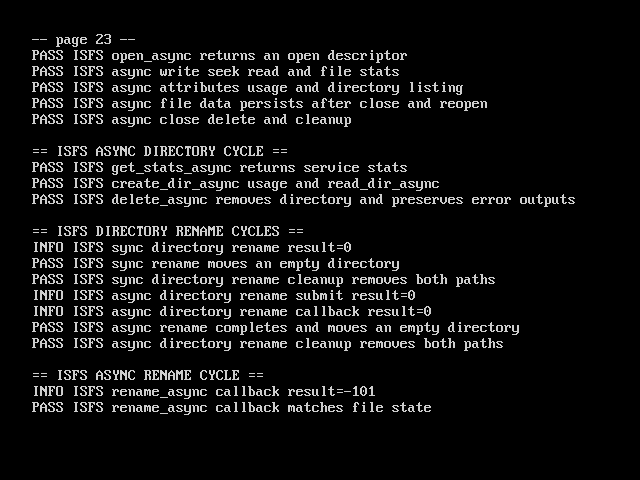 -- page 23 --
PASS ISFS open_async returns an open descriptor
PASS ISFS async write seek read and file stats
PASS ISFS async attributes usage and directory listing
PASS ISFS async file data persists after close and reopen
PASS ISFS async close delete and cleanup
== ISFS ASYNC DIRECTORY CYCLE ==
PASS ISFS get_stats_async returns service stats
PASS ISFS create_dir_async usage and read_dir_async
PASS ISFS delete_async removes directory and preserves error outputs
== ISFS DIRECTORY RENAME CYCLES ==
INFO ISFS sync directory rename result=0
PASS ISFS sync rename moves an empty directory
PASS ISFS sync directory rename cleanup removes both paths
INFO ISFS async directory rename submit result=0
INFO ISFS async directory rename callback result=0
PASS ISFS async rename completes and moves an empty directory
PASS ISFS async directory rename cleanup removes both paths
== ISFS ASYNC RENAME CYCLE ==
INFO ISFS rename_async callback result=-101
PASS ISFS rename_async callback matches file state